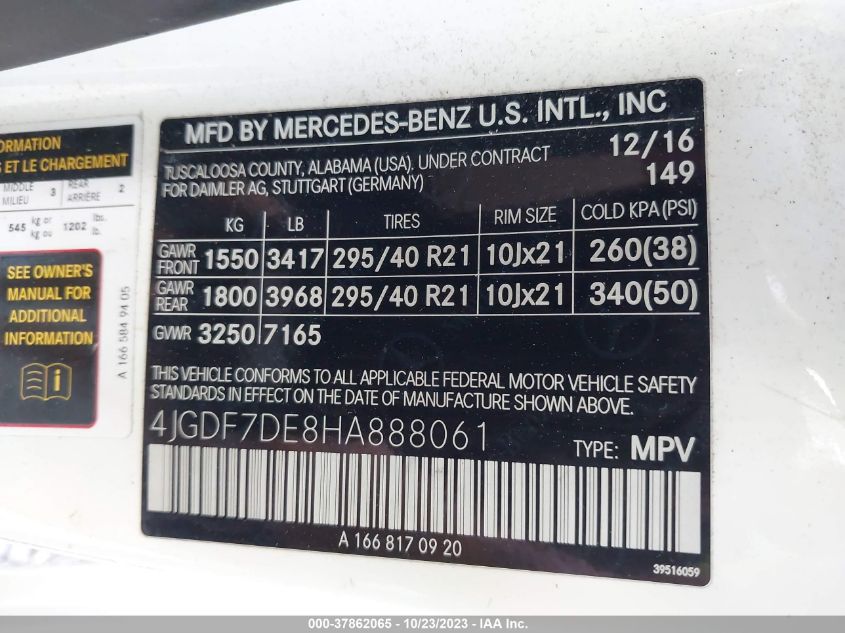 ORMATION
S ET LE CHARGEMENT
MIDDLE 3 REAR 2
MILIEU ARRIÈRE
545 kg or 1202 lbs.
kg ou lb.
SEE OWNER'S
MANUAL FOR
ADDITIONAL
INFORMATION
A 166 584 94 05
MFD BY MERCEDES-BENZ U.S. INTL., INC
TUSCALOOSA COUNTY, ALABAMA (USA), UNDER CONTRACT 12/16
FOR DAIMLER AG, STUTTGART (GERMANY) 149
KG LB TIRES RIM SIZE COLD KPA (PSI)
GAWR FRONT 1550 3417 295/40 R21 10Jx21 260(38)
GAWR REAR 1800 3968 295/40 R21 10Jx21 340(50)
GVWR 3250 7165
THIS VEHICLE CONFORMS TO ALL APPLICABLE FEDERAL MOTOR VEHICLE SAFETY
STANDARDS IN EFFECT ON THE DATE OF MANUFACTURE SHOWN ABOVE.
4JGDF7DE8HA888061 TYPE: MPV
A 166 817 09 20
39516059
000-37862065 - 10/23/2023 - IAA Inc.